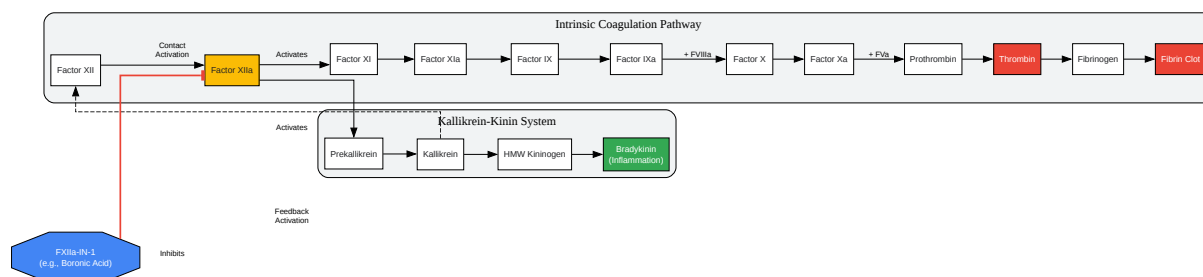 Intrinsic Coagulation Pathway
Factor XII
Contact
Activation
Factor XIIa
Activates
Factor XI
Factor XIa
Factor IX
Factor IXa
+ FVIIIa
Factor X
Factor Xa
+ FVa
Prothrombin
Thrombin
Fibrinogen
Fibrin Clot
Activates
Kallikrein-Kinin System
Prekallikrein
Kallikrein
HMW Kininogen
Bradykinin
(Inflammation)
Feedback
Activation
FXIIa-IN-1
(e.g., Boronic Acid)
Inhibits